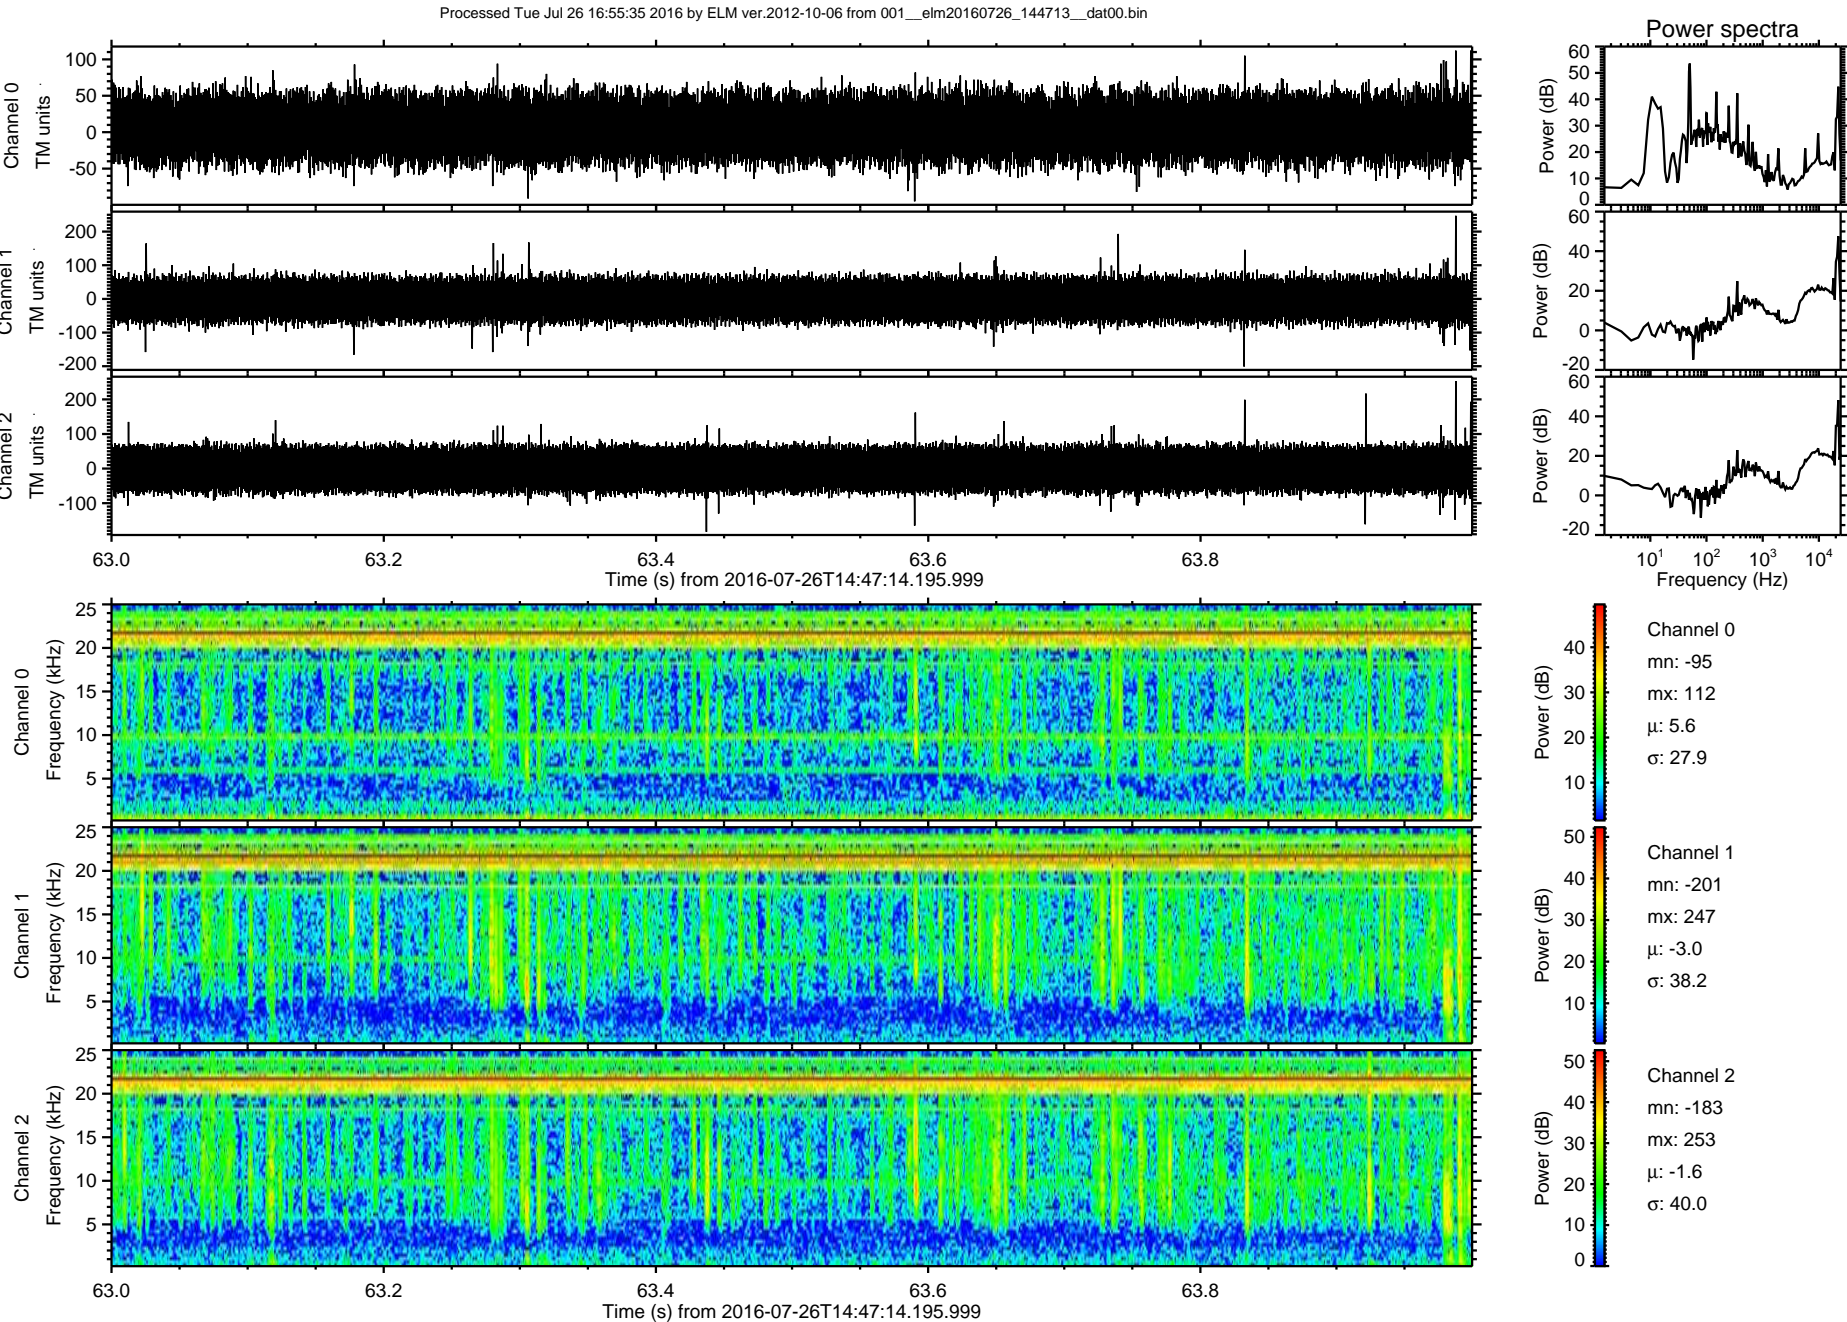 Processed Tue Jul 26 16:55:35 2016 by ELM ver.2012-10-06 from 001__elm20160726_144713__dat00.bin
Power spectra
Channel 0
TM units
100
50
0
-50
Power (dB)
60
50
40
30
20
10
0
Channel 1
TM units
200
100
0
-100
-200
Power (dB)
60
40
20
0
-20
Channel 2
TM units
200
100
0
-100
Power (dB)
60
40
20
0
-20
63.0 63.2 63.4 63.6 63.8
Time (s) from 2016-07-26T14:47:14.195.999
10¹ 10² 10³ 10⁴
Frequency (Hz)
Channel 0
Frequency (kHz)
25
20
15
10
5
Power (dB)
40
30
20
10
Channel 0
mn: -95
mx: 112
μ: 5.6
σ: 27.9
Channel 1
Frequency (kHz)
25
20
15
10
5
Power (dB)
50
40
30
20
10
Channel 1
mn: -201
mx: 247
μ: -3.0
σ: 38.2
Channel 2
Frequency (kHz)
25
20
15
10
5
Power (dB)
50
40
30
20
10
0
Channel 2
mn: -183
mx: 253
μ: -1.6
σ: 40.0
63.0 63.2 63.4 63.6 63.8
Time (s) from 2016-07-26T14:47:14.195.999